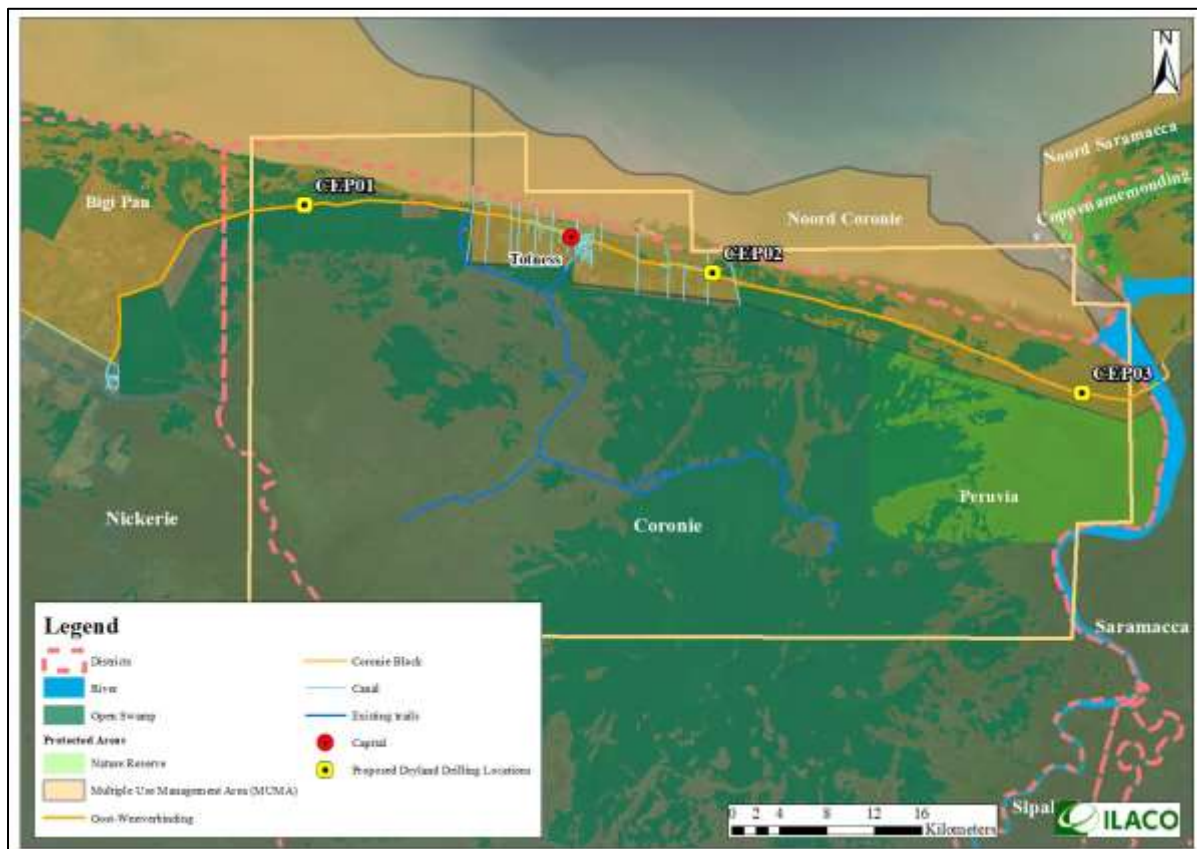 N
Noord Saramacca
Coppenamemonding
Bigi Pan
CEP01
Noord Coronie
Totness
CEP02
CEP03
Peruvia
Nickerie
Coronie
Saramacca
Sipal
Legend
Districts
River
Open Swamp
Protected Areas
Nature Reserve
Multiple Use Management Area (MUMA)
Oost-Westverbinding
Coronie Block
Canal
Existing trails
Capital
Proposed Dryland Drilling Locations
0 2 4 8 12 16
Kilometers
ILACO